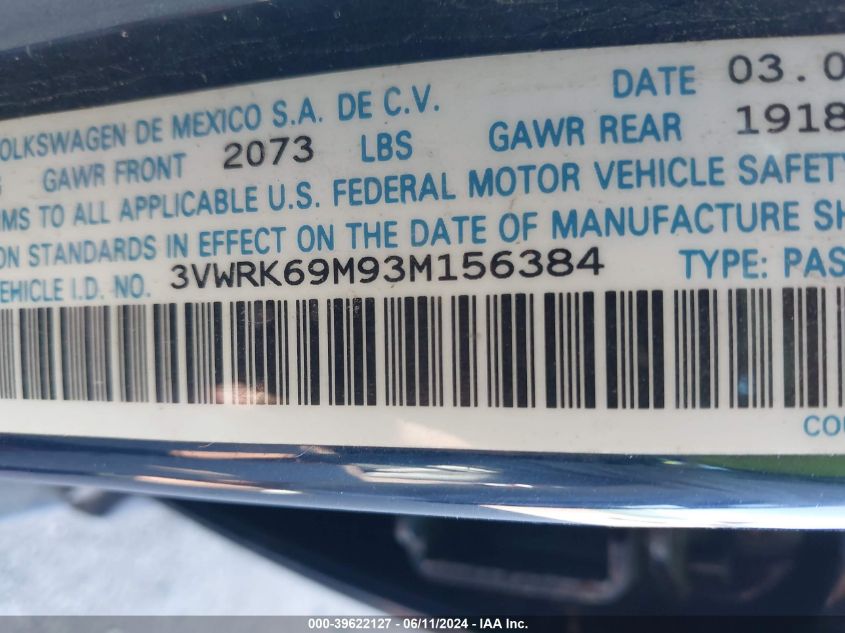 DATE 03.0
OLKSWAGEN DE MEXICO S.A. DE C.V.
GAWR FRONT 2073 LBS GAWR REAR 1918
MS TO ALL APPLICABLE U.S. FEDERAL MOTOR VEHICLE SAFETY
ON STANDARDS IN EFFECT ON THE DATE OF MANUFACTURE SH
EHICLE I.D. NO. 3VWRK69M93M156384 TYPE: PAS
COU
000-39622127 - 06/11/2024 - IAA Inc.